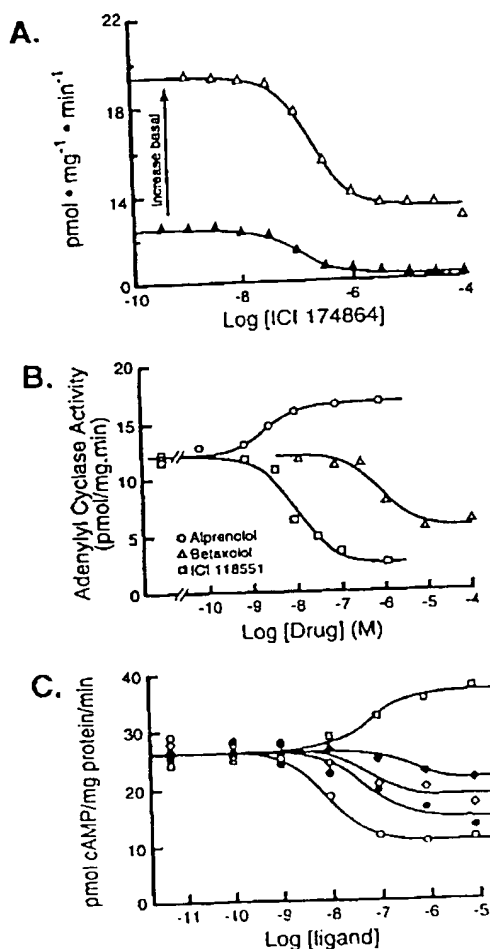 A.
pmol • mg⁻¹ • min⁻¹
22
18
14
10
Increase basal
-10 -8 -6 -4
Log [ICI 174864]
B.
Adenylyl Cyclase Activity
(pmol/mg.min)
20
15
10
5
0
○ Alprenolol
△ Betaxolol
□ ICI 118551
-10 -9 -8 -7 -6 -5 -4
Log [Drug] (M)
C.
pmol cAMP/mg protein/min
40
30
20
10
0
-11 -10 -9 -8 -7 -6 -5
Log [ligand]